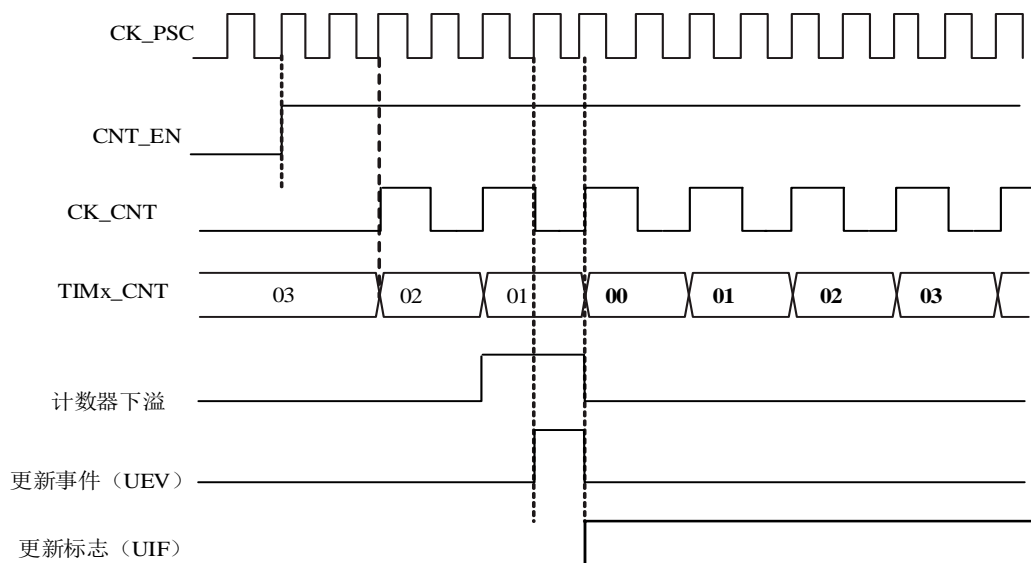 CK_PSC
CNT_EN
CK_CNT
TIMx_CNT 03 02 01 00 01 02 03
计数器下溢
更新事件（UEV）
更新标志（UIF）